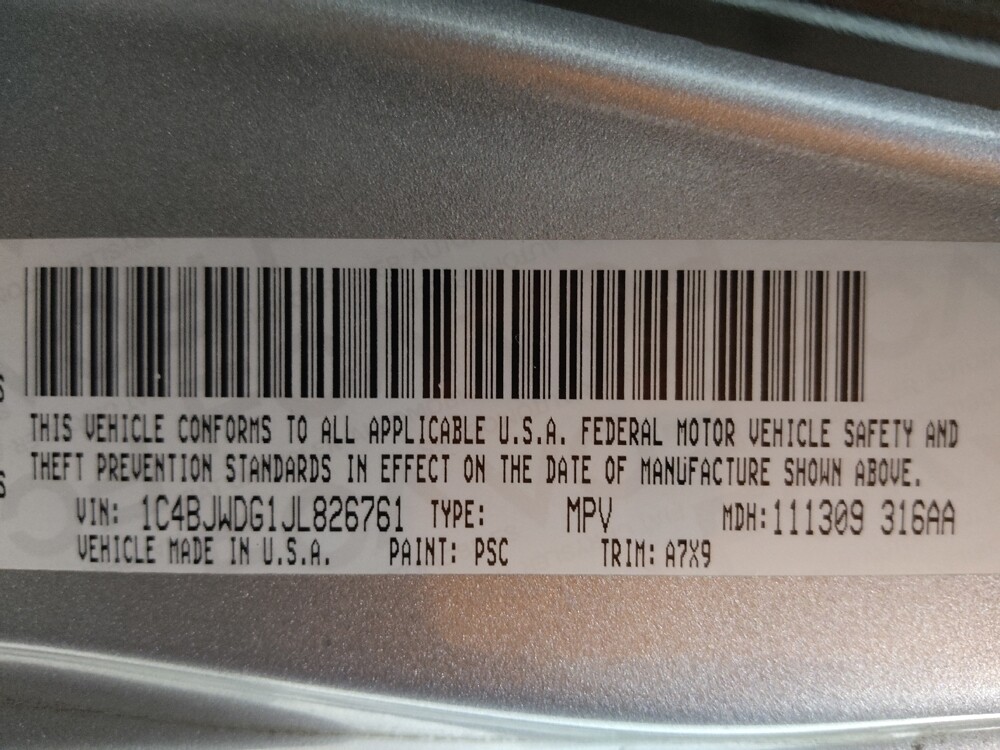 THIS VEHICLE CONFORMS TO ALL APPLICABLE U.S.A. FEDERAL MOTOR VEHICLE SAFETY AND
THEFT PREVENTION STANDARDS IN EFFECT ON THE DATE OF MANUFACTURE SHOWN ABOVE.
VIN: 1C4BJWDG1JL826761 TYPE: MPV MDH:111309 316AA
VEHICLE MADE IN U.S.A. PAINT: PSC TRIM: A7X9